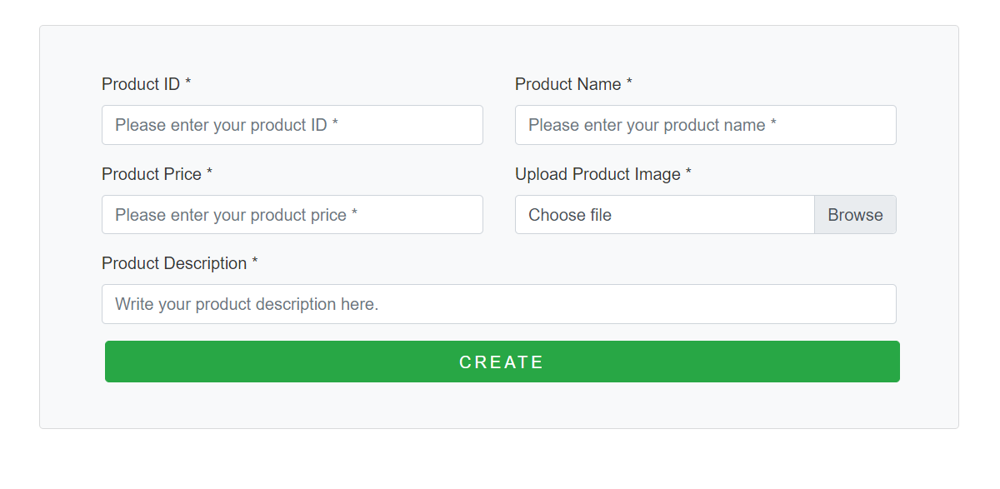 Product ID *
Product Name *
Please enter your product ID *
Please enter your product name *
Product Price *
Upload Product Image *
Please enter your product price *
Choose file
Browse
Product Description *
Write your product description here.
CREATE